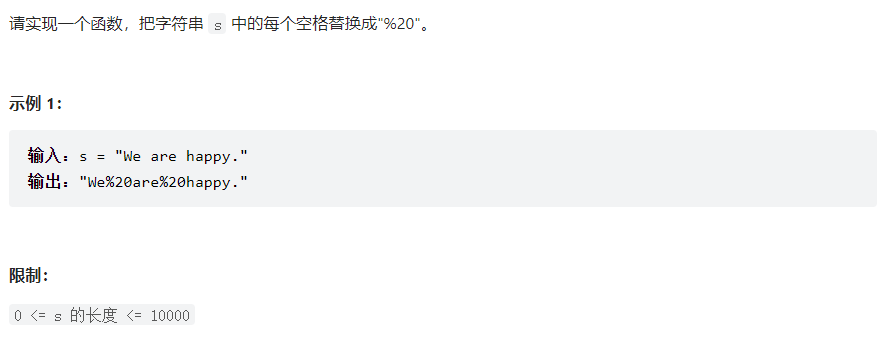 请实现一个函数，把字符串 s 中的每个空格替换成"%20"。
示例 1：
输入：s = "We are happy."
输出："We%20are%20happy."
限制：
0 <= s 的长度 <= 10000